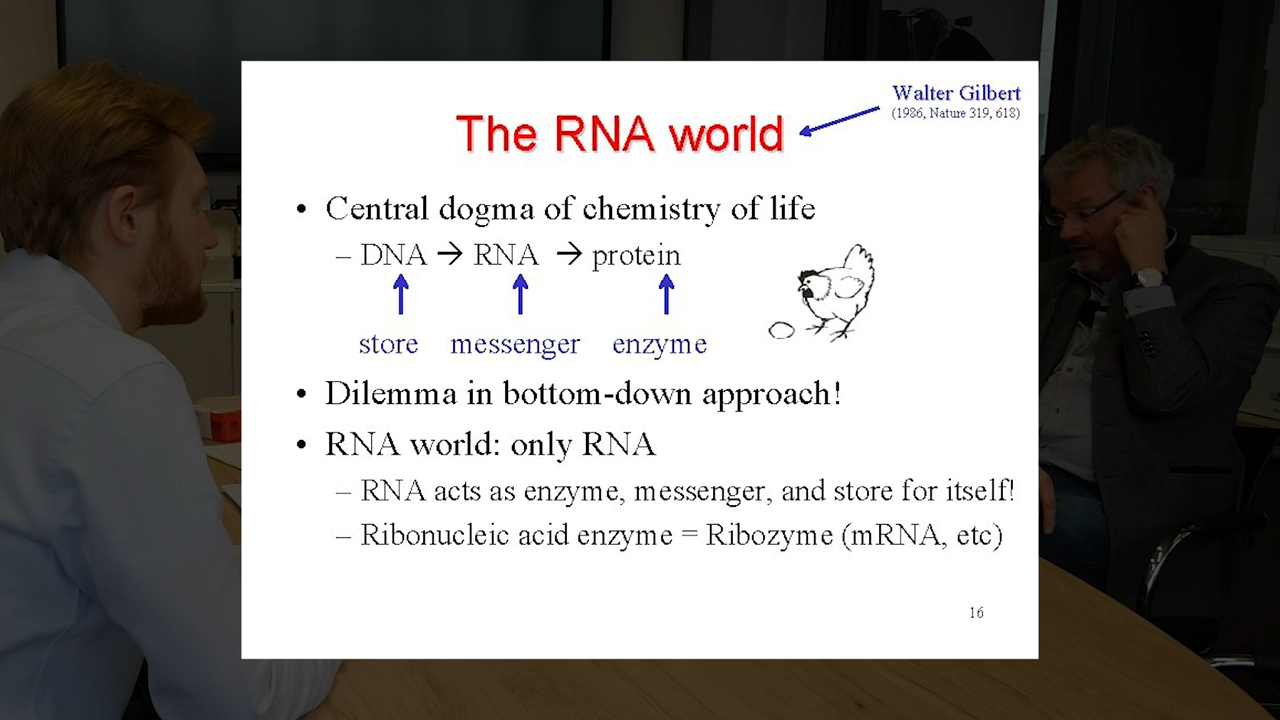 Walter Gilbert
(1986, Nature 319, 618)
The RNA world
• Central dogma of chemistry of life
– DNA → RNA → protein
store messenger enzyme
• Dilemma in bottom-down approach!
• RNA world: only RNA
– RNA acts as enzyme, messenger, and store for itself!
– Ribonucleic acid enzyme = Ribozyme (mRNA, etc)
16